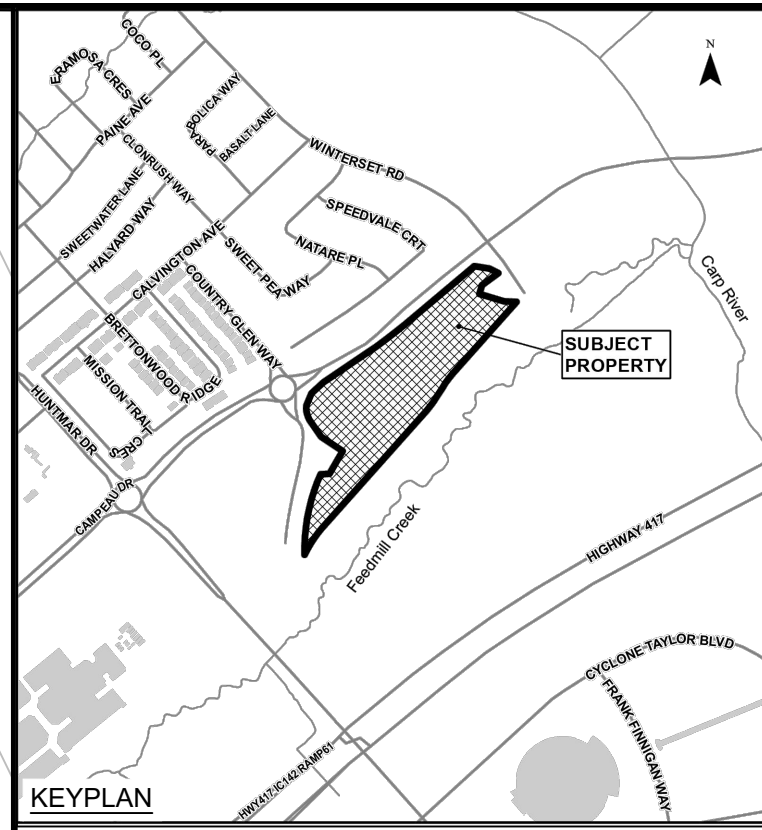 N
COCO PL
ERAMOSA CRES
PAINE AVE
PARA
BOLICA WAY
BASALT LANE
CLONRUSH WAY
WINTERSET RD
SWEETWATER LANE
HALYARD WAY
SPEEDVALE CRT
CALVINGTON AVE
SWEET PEA WAY
NATARE PL
COUNTRY GLEN WAY
Carp River
BRETTONWOOD RIDGE
SUBJECT
PROPERTY
MISSION TRAIL
CRES
HUNTMAR DR
CAMPEAU DR
Feedmill Creek
HIGHWAY 417
CYCLONE TAYLOR BLVD
FRANK FINNIGAN WAY
HWY417 IC142 RAMP61
KEYPLAN